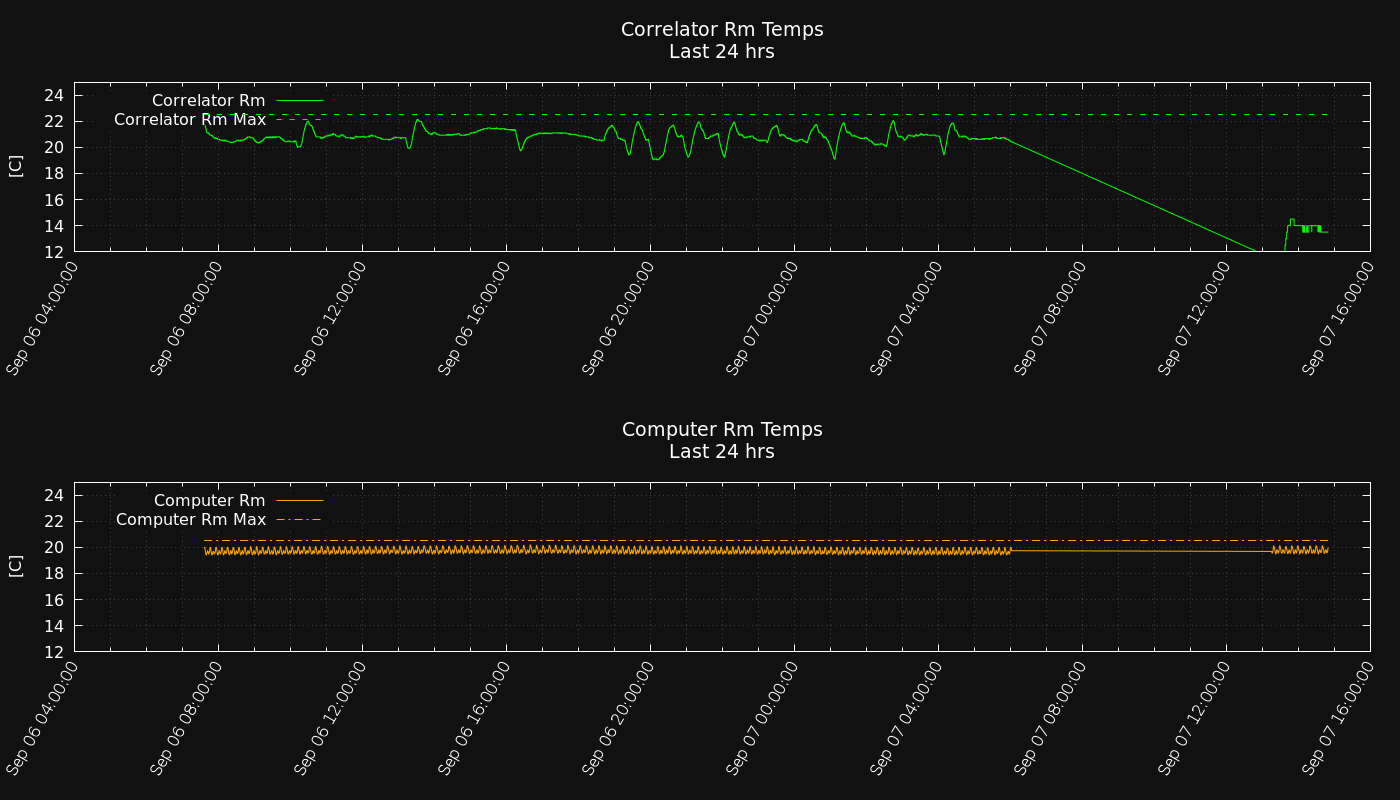 Correlator Rm Temps
Last 24 hrs
Correlator Rm
Correlator Rm Max
[C]
24
22
20
18
16
14
12
Sep 06 04:00:00
Sep 06 08:00:00
Sep 06 12:00:00
Sep 06 16:00:00
Sep 06 20:00:00
Sep 07 00:00:00
Sep 07 04:00:00
Sep 07 08:00:00
Sep 07 12:00:00
Sep 07 16:00:00
Computer Rm Temps
Last 24 hrs
Computer Rm
Computer Rm Max
[C]
24
22
20
18
16
14
12
Sep 06 04:00:00
Sep 06 08:00:00
Sep 06 12:00:00
Sep 06 16:00:00
Sep 06 20:00:00
Sep 07 00:00:00
Sep 07 04:00:00
Sep 07 08:00:00
Sep 07 12:00:00
Sep 07 16:00:00